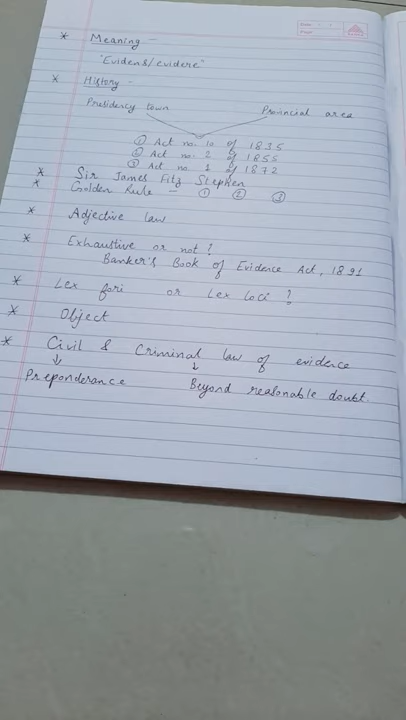 * Meaning -
"Evidens/evidere"
* History -
Presidency town    Provincial area
① Act no. 10 of 1835
② Act no. 2 of 1855
③ Act no. 1 of 1872
* Sir James Fitz Stephen
* Golden Rule - ① ② ③
* Adjective law
* Exhaustive or not?
Banker's Book of Evidence Act, 1891
* Lex fori or Lex Loci?
* Object
* Civil & Criminal law of evidence
↓ ↓
Preponderance    Beyond reasonable doubt.